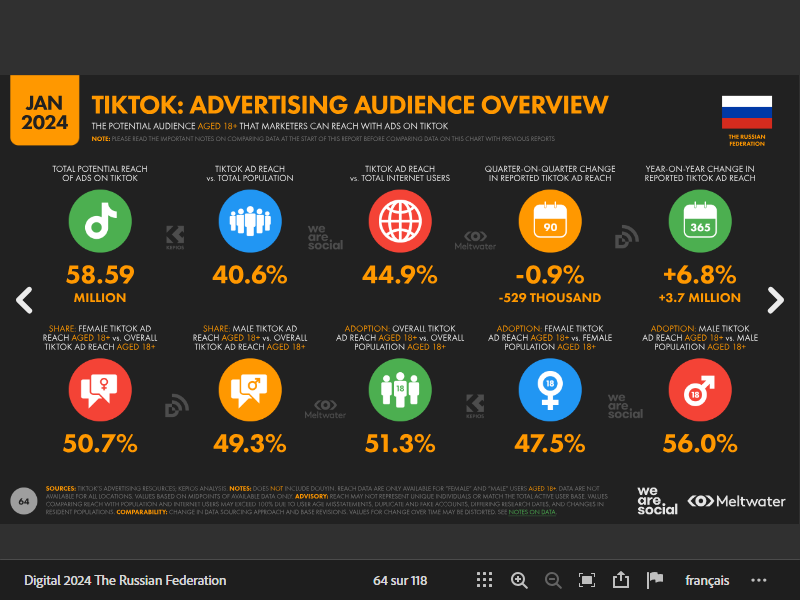 JAN
2024
TIKTOK: ADVERTISING AUDIENCE OVERVIEW
THE POTENTIAL AUDIENCE AGED 18+ THAT MARKETERS CAN REACH WITH ADS ON TIKTOK
NOTE: PLEASE READ THE IMPORTANT NOTES ON COMPARING DATA AT THE START OF THIS REPORT BEFORE COMPARING DATA ON THIS CHART WITH PREVIOUS REPORTS
THE RUSSIAN
FEDERATION
TOTAL POTENTIAL REACH
OF ADS ON TIKTOK
58.59
MILLION
TIKTOK AD REACH
vs. TOTAL POPULATION
40.6%
TIKTOK AD REACH
vs. TOTAL INTERNET USERS
44.9%
QUARTER-ON-QUARTER CHANGE
IN REPORTED TIKTOK AD REACH
90
-0.9%
-529 THOUSAND
YEAR-ON-YEAR CHANGE IN
REPORTED TIKTOK AD REACH
365
+6.8%
+3.7 MILLION
KEPIOS
we
are
social
Meltwater
SHARE: FEMALE TIKTOK AD
REACH AGED 18+ vs. OVERALL
TIKTOK AD REACH AGED 18+
50.7%
SHARE: MALE TIKTOK AD
REACH AGED 18+ vs. OVERALL
TIKTOK AD REACH AGED 18+
49.3%
ADOPTION: OVERALL TIKTOK
AD REACH AGED 18+ vs. OVERALL
POPULATION AGED 18+
18
51.3%
ADOPTION: FEMALE TIKTOK
AD REACH AGED 18+ vs. FEMALE
POPULATION AGED 18+
18
47.5%
ADOPTION: MALE TIKTOK
AD REACH AGED 18+ vs. MALE
POPULATION AGED 18+
18
56.0%
Meltwater
KEPIOS
we
are
social
64
SOURCES: TIKTOK'S ADVERTISING RESOURCES; KEPIOS ANALYSIS. NOTES: DOES NOT INCLUDE DOUYIN. REACH DATA ARE ONLY AVAILABLE FOR "FEMALE" AND "MALE" USERS AGED 18+. DATA ARE NOT
AVAILABLE FOR ALL LOCATIONS. VALUES BASED ON MIDPOINTS OF AVAILABLE DATA ONLY. ADVISORY: REACH MAY NOT REPRESENT UNIQUE INDIVIDUALS OR MATCH THE TOTAL ACTIVE USER BASE. VALUES
COMPARING REACH WITH POPULATION AND INTERNET USERS MAY EXCEED 100% DUE TO USER AGE MISSTATEMENTS, DUPLICATE AND FAKE ACCOUNTS, DIFFERING RESEARCH DATES, AND CHANGES IN
RESIDENT POPULATIONS. COMPARABILITY: CHANGE IN DATA SOURCING APPROACH AND BASE REVISIONS. VALUES FOR CHANGE OVER TIME MAY BE DISTORTED. SEE NOTES ON DATA.
we
are
social
Meltwater
Digital 2024 The Russian Federation
64 sur 118
français